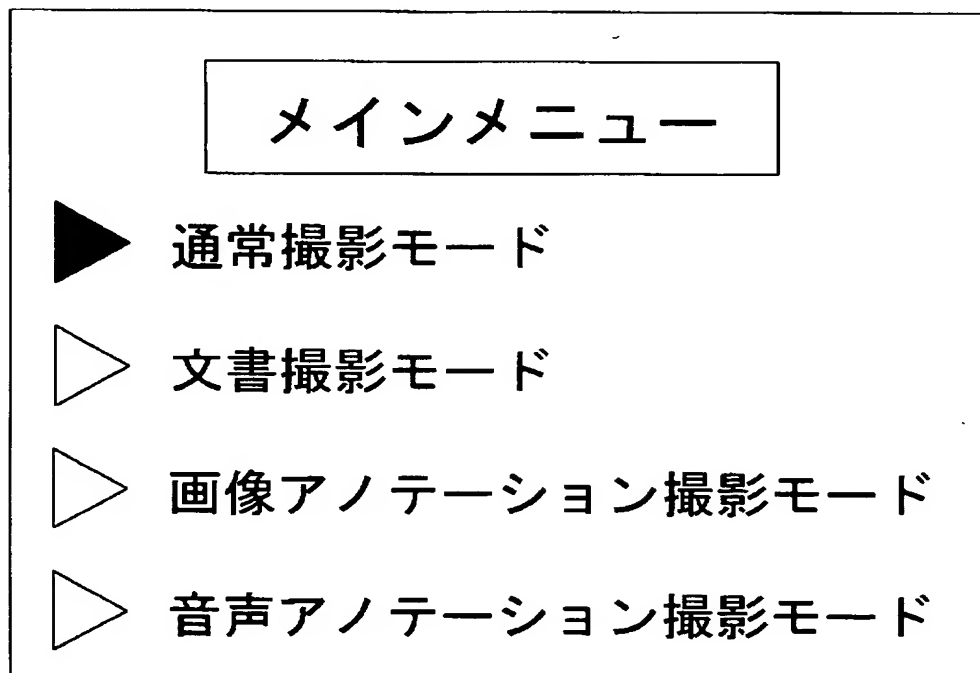 メインメニュー
通常撮影モード
文書撮影モード
画像アノテーション撮影モード
音声アノテーション撮影モード